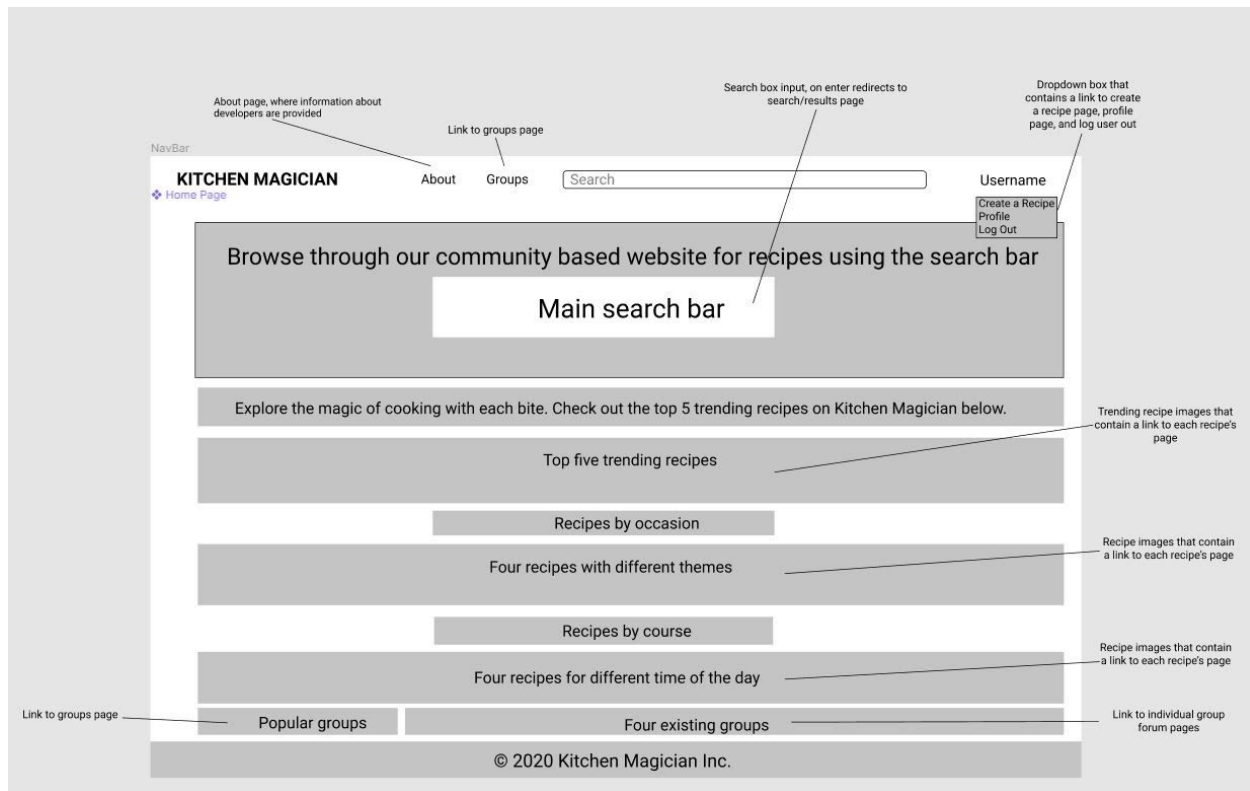 About page, where information about
developers are provided
Link to groups page
Search box input, on enter redirects to
search/results page
Dropdown box that
contains a link to create
a recipe page, profile
page, and log user out
NavBar
KITCHEN MAGICIAN
About
Groups
Search
Username
Home Page
Create a Recipe
Profile
Log Out
Browse through our community based website for recipes using the search bar
Main search bar
Explore the magic of cooking with each bite. Check out the top 5 trending recipes on Kitchen Magician below.
Trending recipe images that
contain a link to each recipe's
page
Top five trending recipes
Recipes by occasion
Recipe images that contain
a link to each recipe's page
Four recipes with different themes
Recipes by course
Recipe images that contain
a link to each recipe's page
Four recipes for different time of the day
Link to groups page
Popular groups
Four existing groups
Link to individual group
forum pages
© 2020 Kitchen Magician Inc.